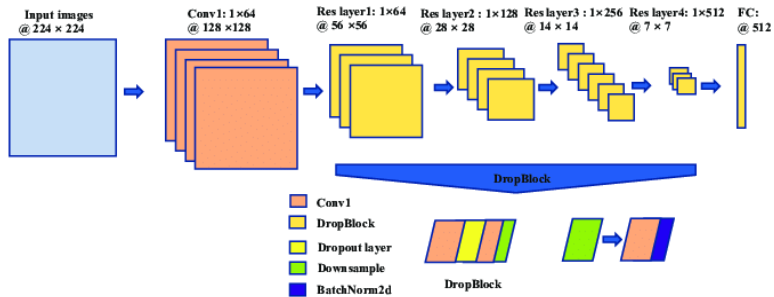 Input images
@ 224 × 224
Conv1: 1×64
@ 128 ×128
Res layer1: 1×64
@ 56 ×56
Res layer2 : 1×128
@ 28 × 28
Res layer3 : 1×256
@ 14 × 14
Res layer4: 1×512
@ 7 × 7
FC:
@ 512
DropBlock
Conv1
DropBlock
Dropout layer
Downsample
BatchNorm2d
DropBlock